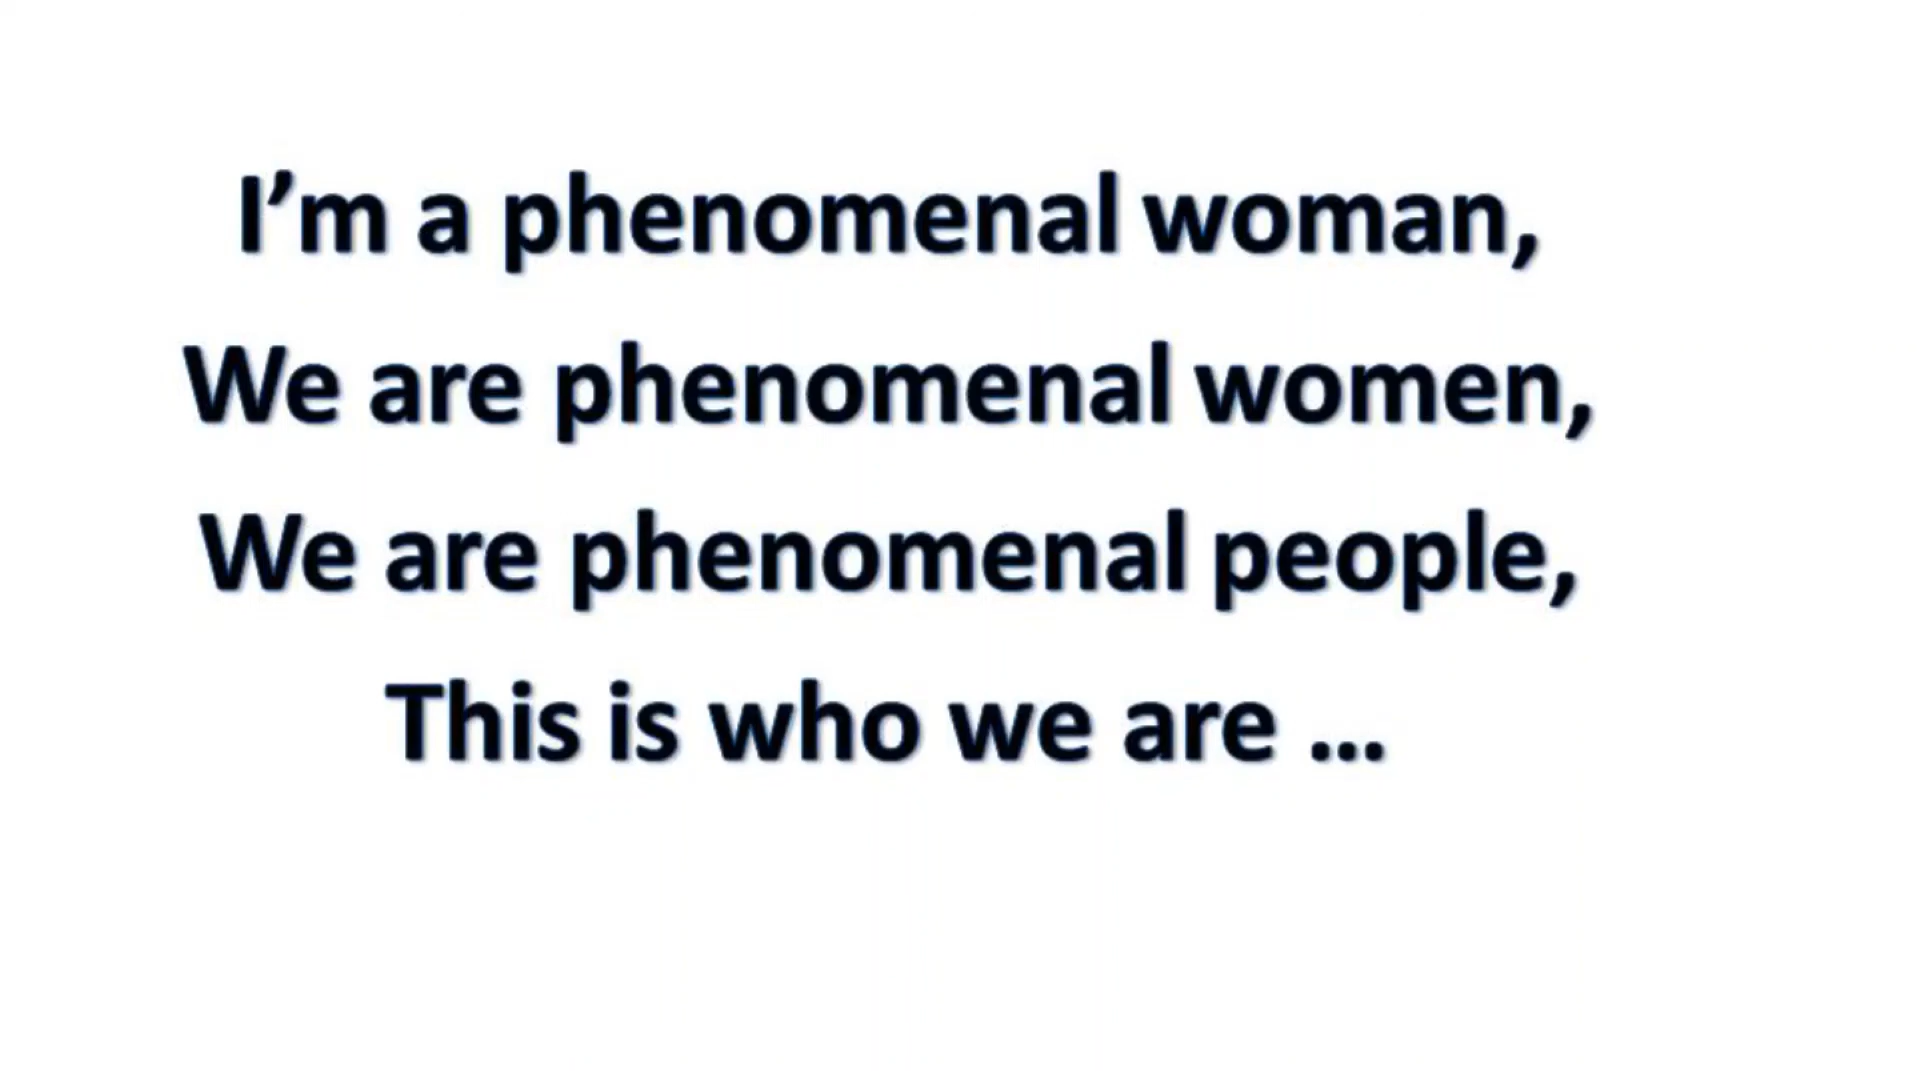 I’m a phenomenal woman,
We are phenomenal women,
We are phenomenal people,
This is who we are ...